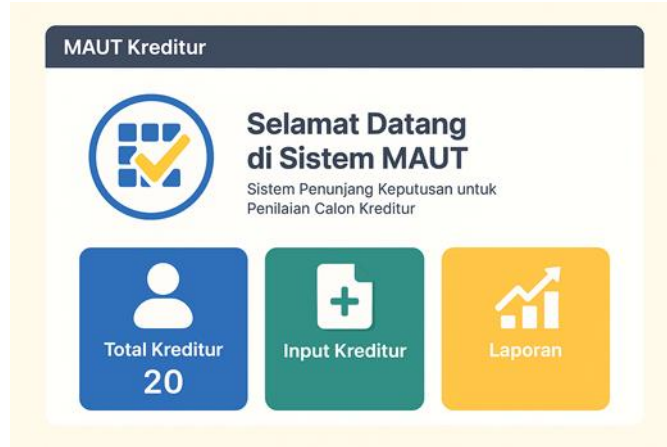 MAUT Kreditur
Selamat Datang
di Sistem MAUT
Sistem Penunjang Keputusan untuk
Penilaian Calon Kreditur
Total Kreditur
20
Input Kreditur
Laporan